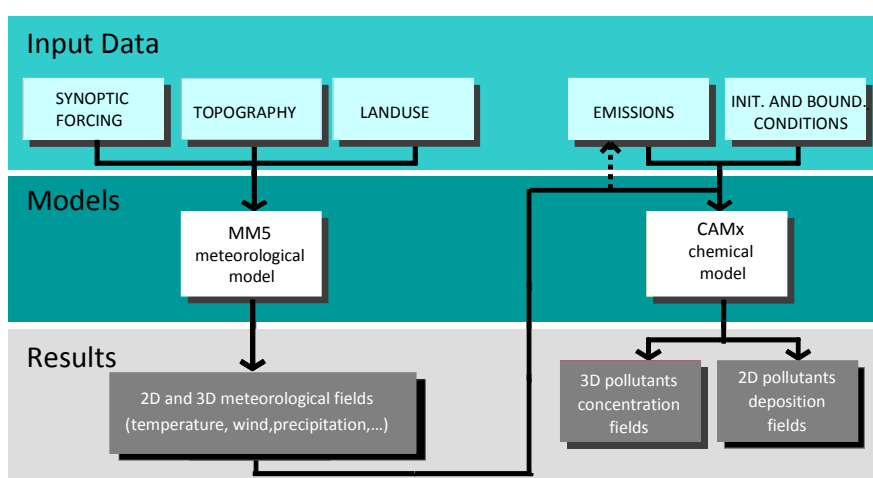 Input Data
SYNOPTIC
FORCING
TOPOGRAPHY
LANDUSE
EMISSIONS
INIT. AND BOUND.
CONDITIONS
Models
MM5
meteorological
model
CAMx
chemical
model
Results
2D and 3D meteorological fields
(temperature, wind,precipitation,...)
3D pollutants
concentration
fields
2D pollutants
deposition
fields